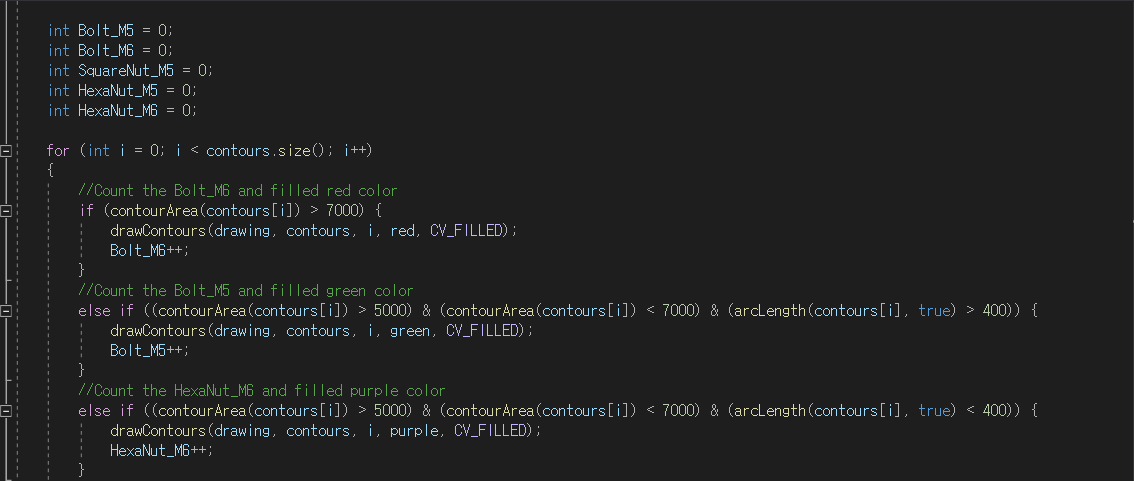 int Bolt_M5 = 0;
int Bolt_M6 = 0;
int SquareNut_M5 = 0;
int HexaNut_M5 = 0;
int HexaNut_M6 = 0;
for (int i = 0; i < contours.size(); i++)
{
//Count the Bolt_M6 and filled red color
if (contourArea(contours[i]) > 7000) {
drawContours(drawing, contours, i, red, CV_FILLED);
Bolt_M6++;
}
//Count the Bolt_M5 and filled green color
else if ((contourArea(contours[i]) > 5000) & (contourArea(contours[i]) < 7000) & (arcLength(contours[i], true) > 400)) {
drawContours(drawing, contours, i, green, CV_FILLED);
Bolt_M5++;
}
//Count the HexaNut_M6 and filled purple color
else if ((contourArea(contours[i]) > 5000) & (contourArea(contours[i]) < 7000) & (arcLength(contours[i], true) < 400)) {
drawContours(drawing, contours, i, purple, CV_FILLED);
HexaNut_M6++;
}